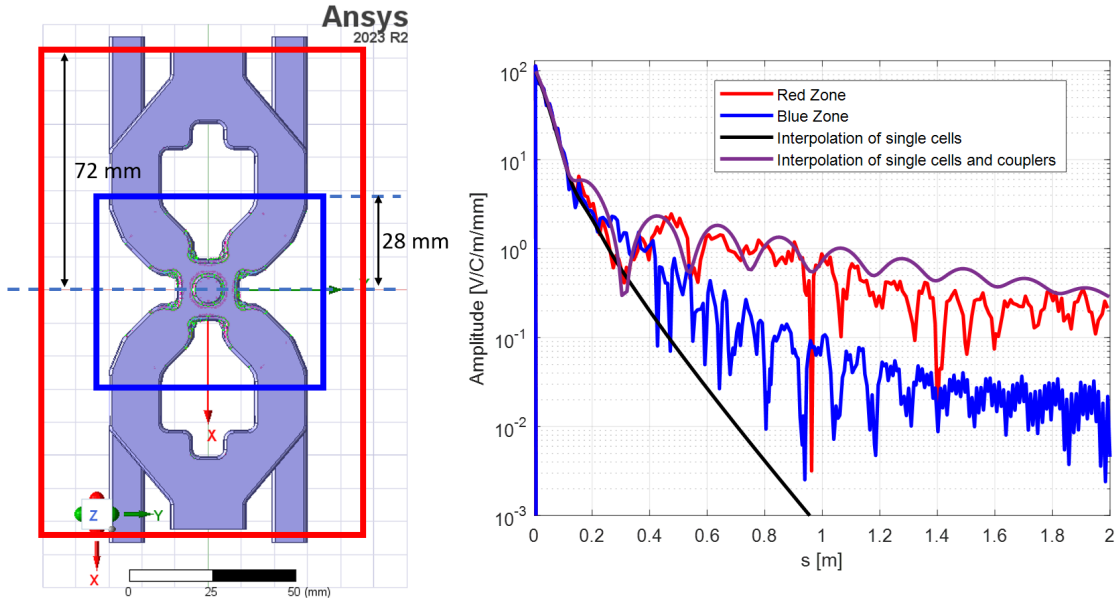 Ansys
2023 R2
72 mm
28 mm
X
Z
Y
X
0
25
50 (mm)
Red Zone
Blue Zone
Interpolation of single cells
Interpolation of single cells and couplers
Amplitude [V/C/m/mm]
10^2
10^1
10^0
10^-1
10^-2
10^-3
0
0.2
0.4
0.6
0.8
1
1.2
1.4
1.6
1.8
2
s [m]